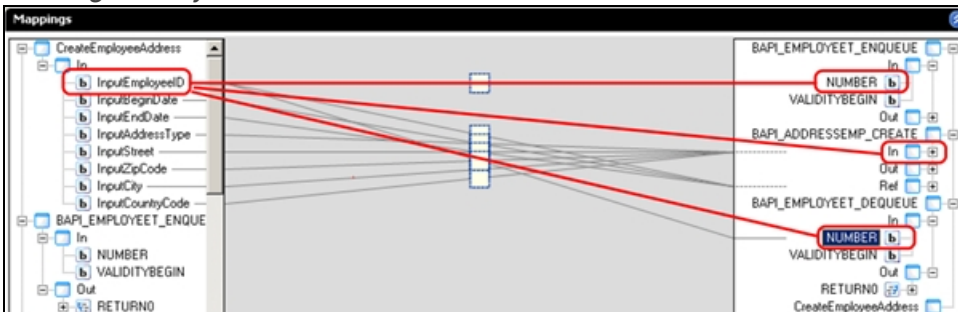 Mappings
CreateEmployeeAddress
In
InputEmployeeID
InputBeginDate
InputEndDate
InputAddressType
InputStreet
InputZipCode
InputCity
InputCountryCode
BAPI_EMPLOYEET_ENQUE
In
NUMBER
VALIDITYBEGIN
Out
RETURN0
BAPI_EMPLOYEET_ENQUEUE
In
NUMBER
VALIDITYBEGIN
Out
BAPI_ADDRESSEMP_CREATE
In
Out
Ref
BAPI_EMPLOYEET_DEQUEUE
In
NUMBER
VALIDITYBEGIN
Out
RETURN0
CreateEmployeeAddress